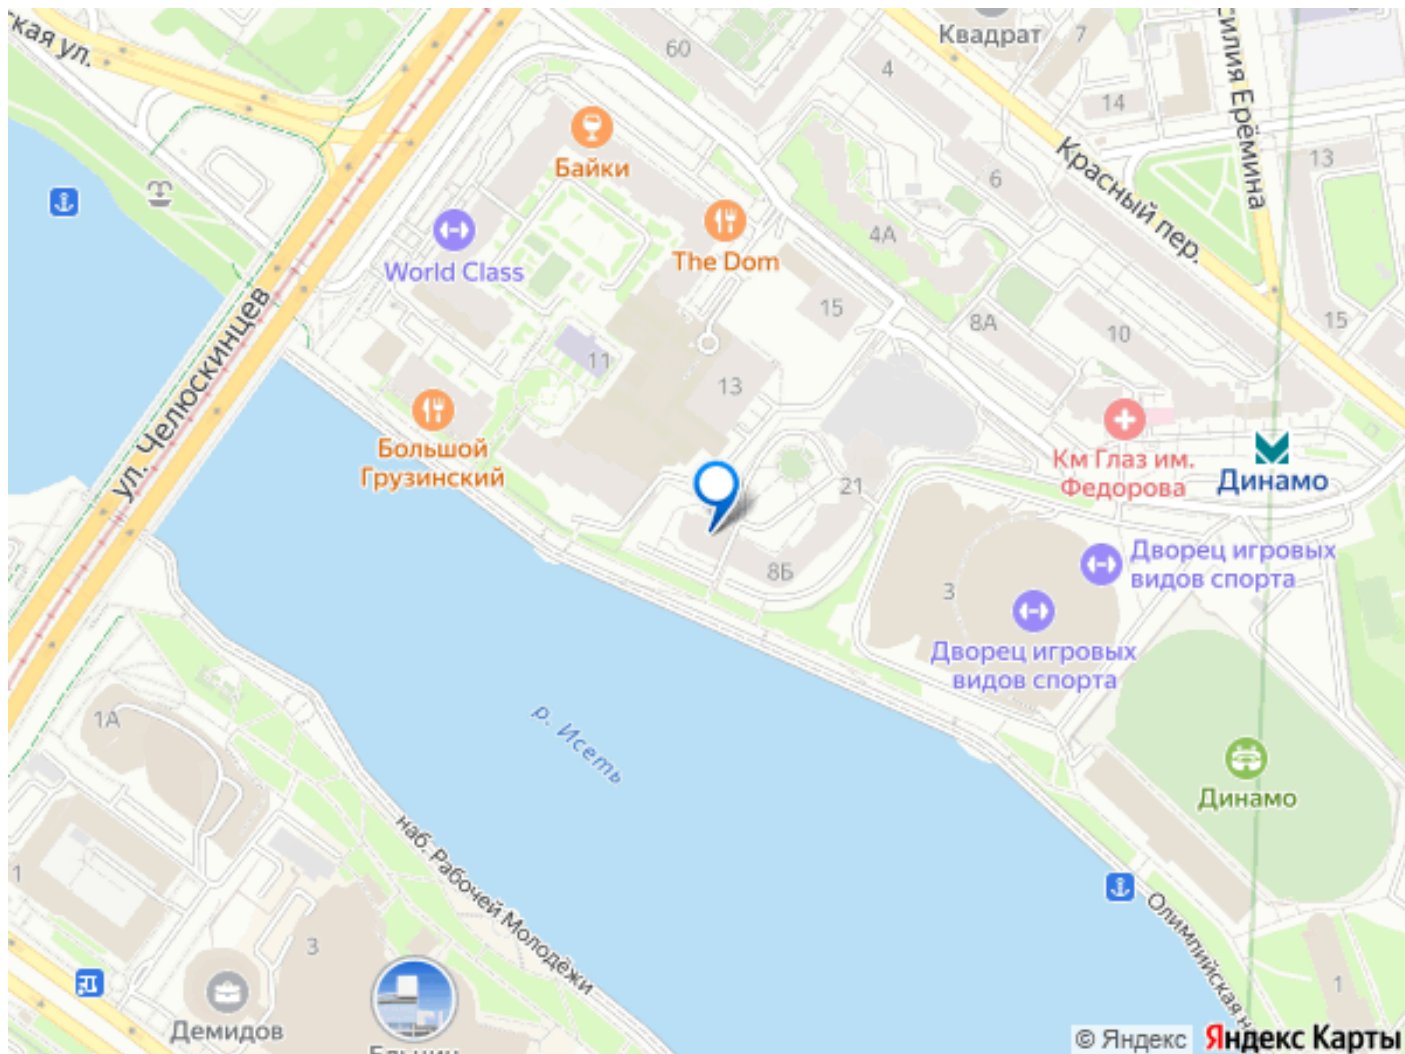 ская ул.
60
Квадрат
7
4
14
силия Ерёмина
Байки
Красный пер.
13
6
World Class
The Dom
4А
15
8А
10
15
ул. Челюскинцев
11
13
Большой
Грузинский
Км Глаз им.
Федорова
Динамо
21
8Б
3
Дворец игровых
видов спорта
Дворец игровых
видов спорта
1А
р. Исеть
Динамо
наб. Рабочей Молодёжи
1
3
Олимпийская н
Демидов
Ельцин
1
© Яндекс Яндекс Карты